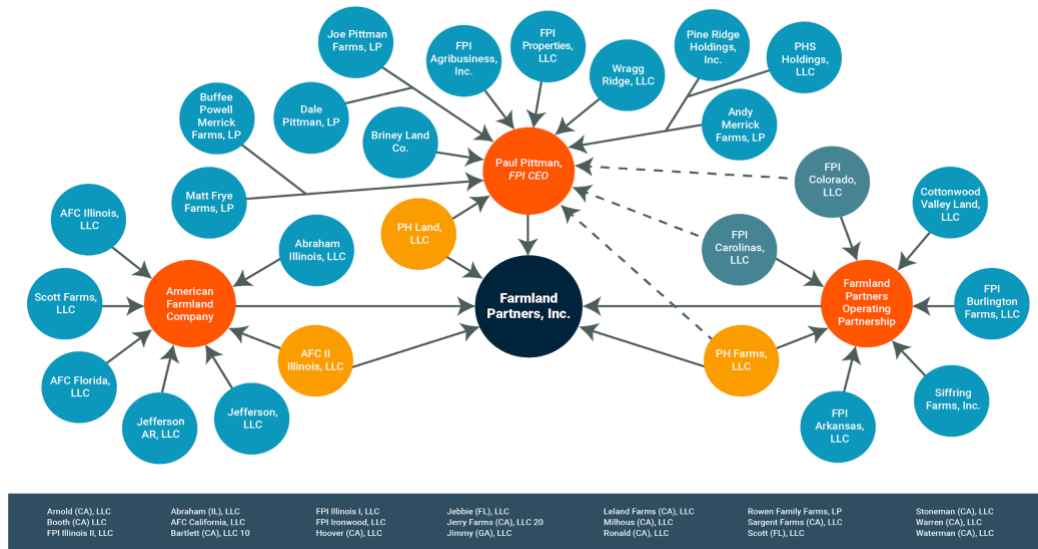 Joe Pittman
Farms, LP
FPI
Agribusiness,
Inc.
FPI
Properties,
LLC
Wragg
Ridge, LLC
Pine Ridge
Holdings,
Inc.
PHS
Holdings,
LLC
Buffee
Powell
Merrick
Farms, LP
Dale
Pittman, LP
Briney Land
Co.
Andy
Merrick
Farms, LP
Paul Pittman,
FPI CEO
FPI
Colorado,
LLC
Cottonwood
Valley Land,
LLC
Matt Frye
Farms, LP
AFC Illinois,
LLC
PH Land,
LLC
FPI
Carolinas,
LLC
Abraham
Illinois, LLC
Scott Farms,
LLC
American
Farmland
Company
Farmland
Partners, Inc.
Farmland
Partners
Operating
Partnership
FPI
Burlington
Farms, LLC
AFC II
Illinois, LLC
PH Farms,
LLC
AFC Florida,
LLC
Jefferson
AR, LLC
Jefferson,
LLC
FPI
Arkansas,
LLC
Siffring
Farms, Inc.
Arnold (CA), LLC
Booth (CA) LLC
FPI Illinois II, LLC
Abraham (IL), LLC
AFC California, LLC
Bartlett (CA), LLC 10
FPI Illinois I, LLC
FPI Ironwood, LLC
Hoover (CA), LLC
Jebbie (FL), LLC
Jerry Farms (CA), LLC 20
Jimmy (GA), LLC
Leland Farms (CA), LLC
Milhous (CA), LLC
Ronald (CA), LLC
Rowen Family Farms, LP
Sargent Farms (CA), LLC
Scott (FL), LLC
Stoneman (CA), LLC
Warren (CA), LLC
Waterman (CA), LLC